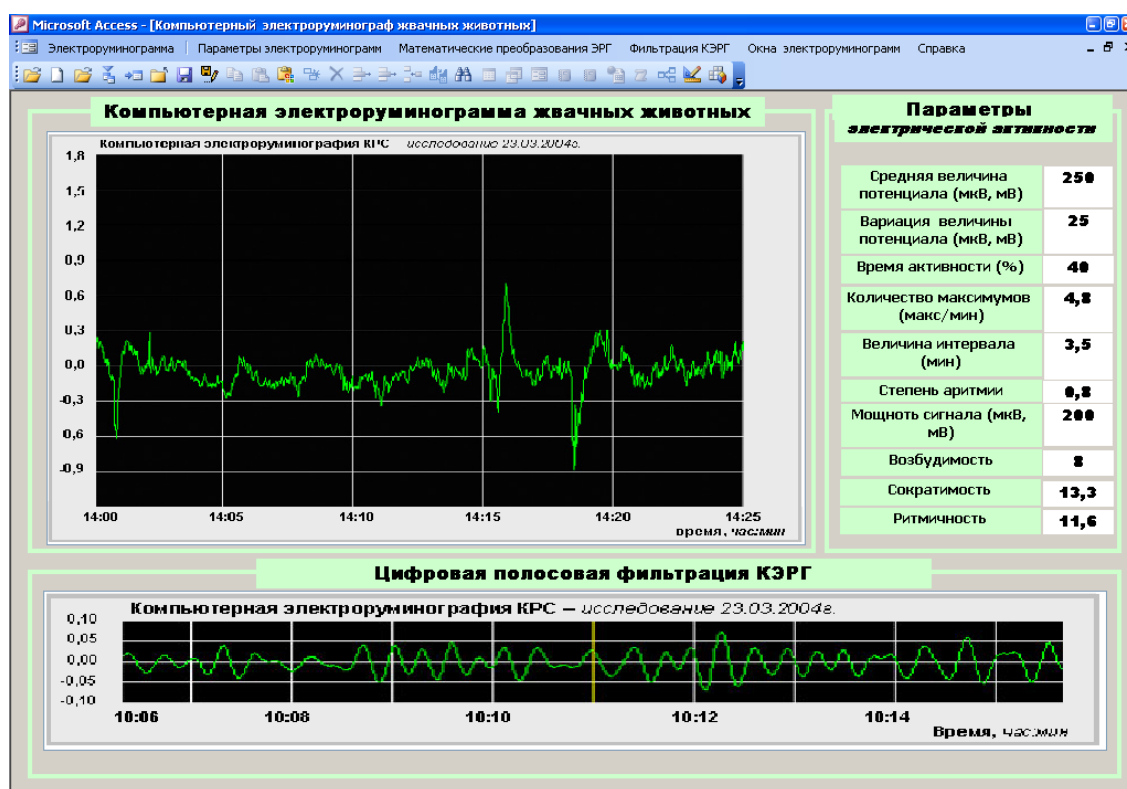 Microsoft Access - [Компьютерный электроруминограф жвачных животных]
Электроруминограмма Параметры электроруминограмм Математические преобразования ЭРГ Фильтрация КЭРГ Окна электроруминограмм Справка
Компьютерная электроруминограмма жвачных животных
Компьютерная электроруминография КРС исследование 23.03.2004г.
1,8
1,5
1,2
0,9
0,6
0,3
0,0
-0,3
0,6
-0,9
14:00 14:05 14:10 14:15 14:20 14:25
время, час:мин
Параметры
электрической активности
Средняя величина
потенциала (мкВ, мВ)
250
Вариация величины
потенциала (мкВ, мВ)
25
Время активности (%)
40
Количество максимумов
(макс/мин)
4,8
Величина интервала
(мин)
3,5
Степень аритмии
0,8
Мощноть сигнала (мкВ,
мВ)
200
Возбудимость
8
Сократимость
13,3
Ритмичность
11,6
Цифровая полосовая фильтрация КЭРГ
Компьютерная электроруминография КРС – исследование 23.03.2004г.
0,10
0,05
0,00
-0,05
-0,10
10:06 10:08 10:10 10:12 10:14
Время, час:мин